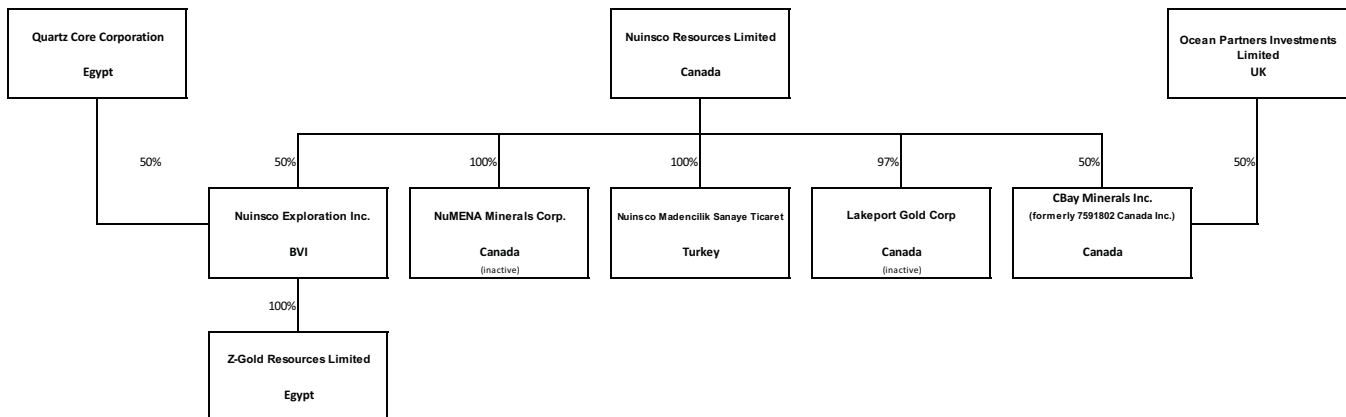 Quartz Core Corporation
Egypt
Nuinsco Resources Limited
Canada
Ocean Partners Investments
Limited
UK
50%
50%
100%
100%
97%
50%
50%
Nuinsco Exploration Inc.
BVI
NuMENA Minerals Corp.
Canada
(inactive)
Nuinsco Madencilik Sanaye Ticaret
Turkey
Lakeport Gold Corp
Canada
(inactive)
CBay Minerals Inc.
(formerly 7591802 Canada Inc.)
Canada
100%
Z-Gold Resources Limited
Egypt